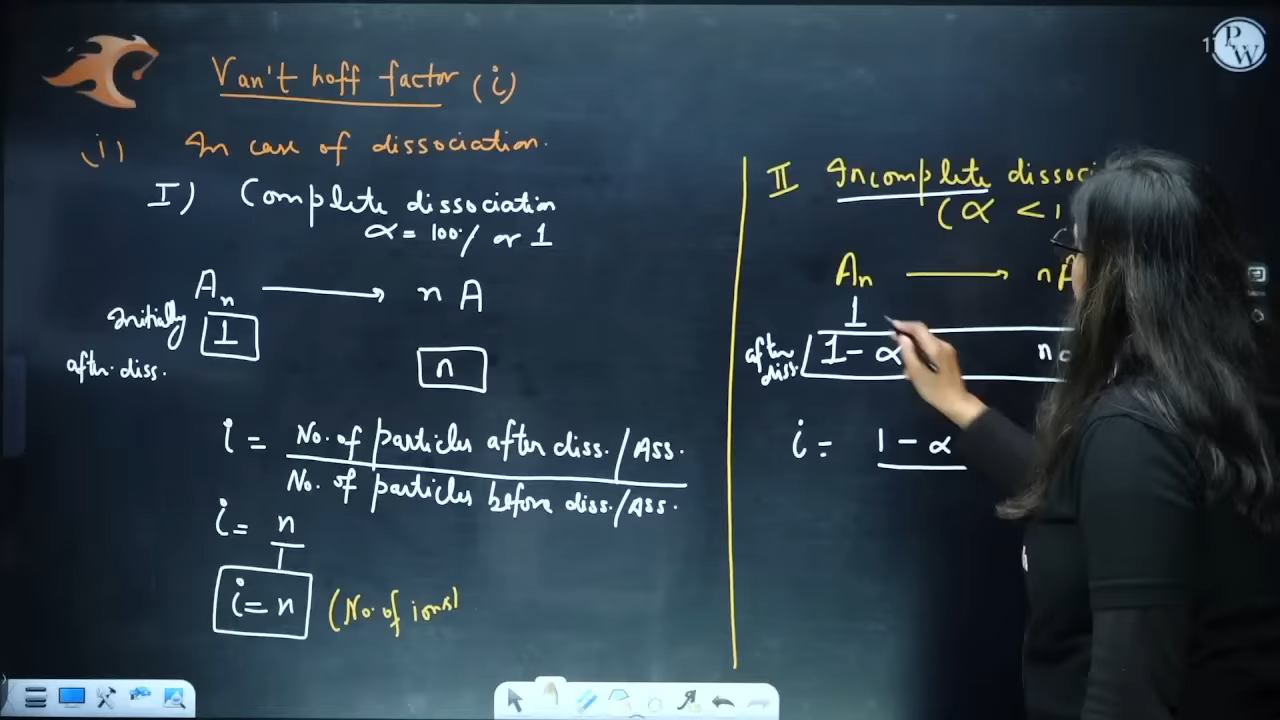 Van't hoff factor (i)
(i) In case of dissociation.
I) Complete dissociation
α = 100% or 1
Aₙ → n A
Initially 1
after diss. n
i = No. of particles after diss./Ass.
No. of particles before diss./Ass.
i = n
1
i = n (No. of ions)
II Incomplete
(α < 1
Aₙ → n A
1
after diss. 1 - α n
i = 1 - α
PW